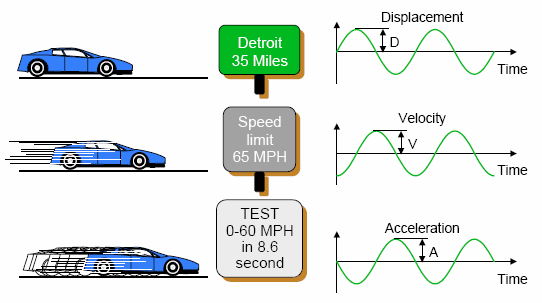 Detroit
35 Miles
Displacement
D
Time
Speed
limit
65 MPH
Velocity
V
Time
TEST
0-60 MPH
in 8.6
second
Acceleration
A
Time